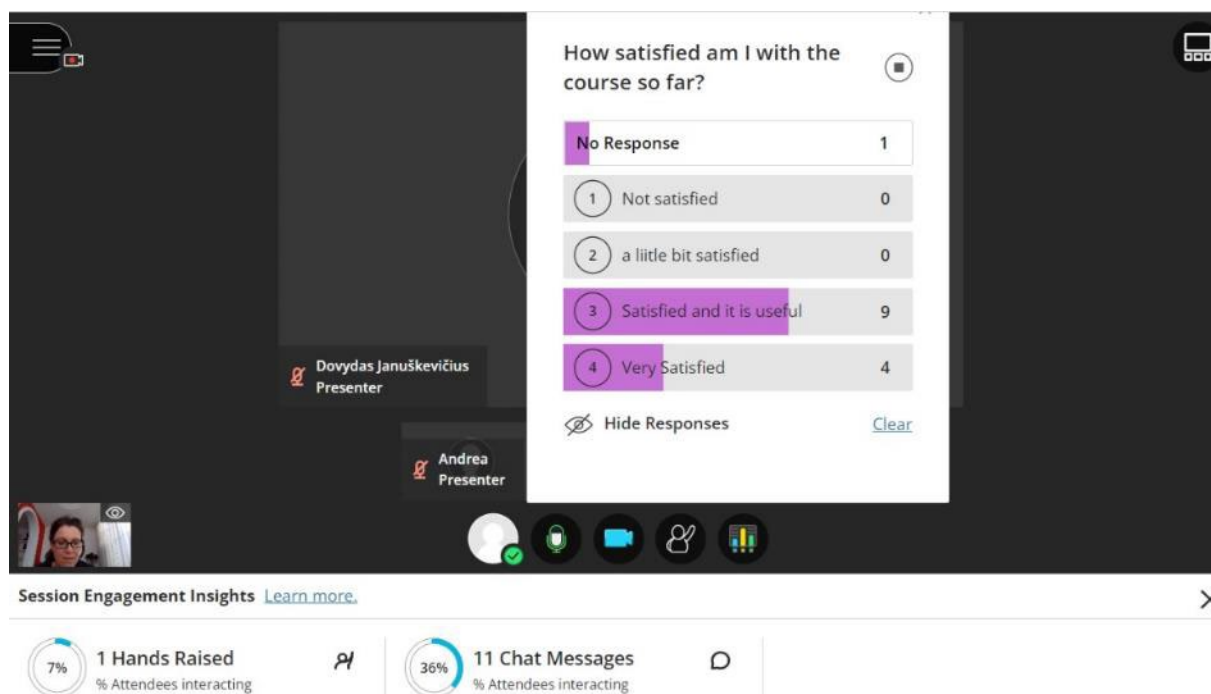 How satisfied am I with the
course so far?
No Response 1
1 Not satisfied 0
2 a liitle bit satisfied 0
3 Satisfied and it is useful 9
4 Very Satisfied 4
Hide Responses Clear
Dovydas Januškevičius
Presenter
Andrea
Presenter
Session Engagement Insights Learn more.
7% 1 Hands Raised
% Attendees interacting
36% 11 Chat Messages
% Attendees interacting